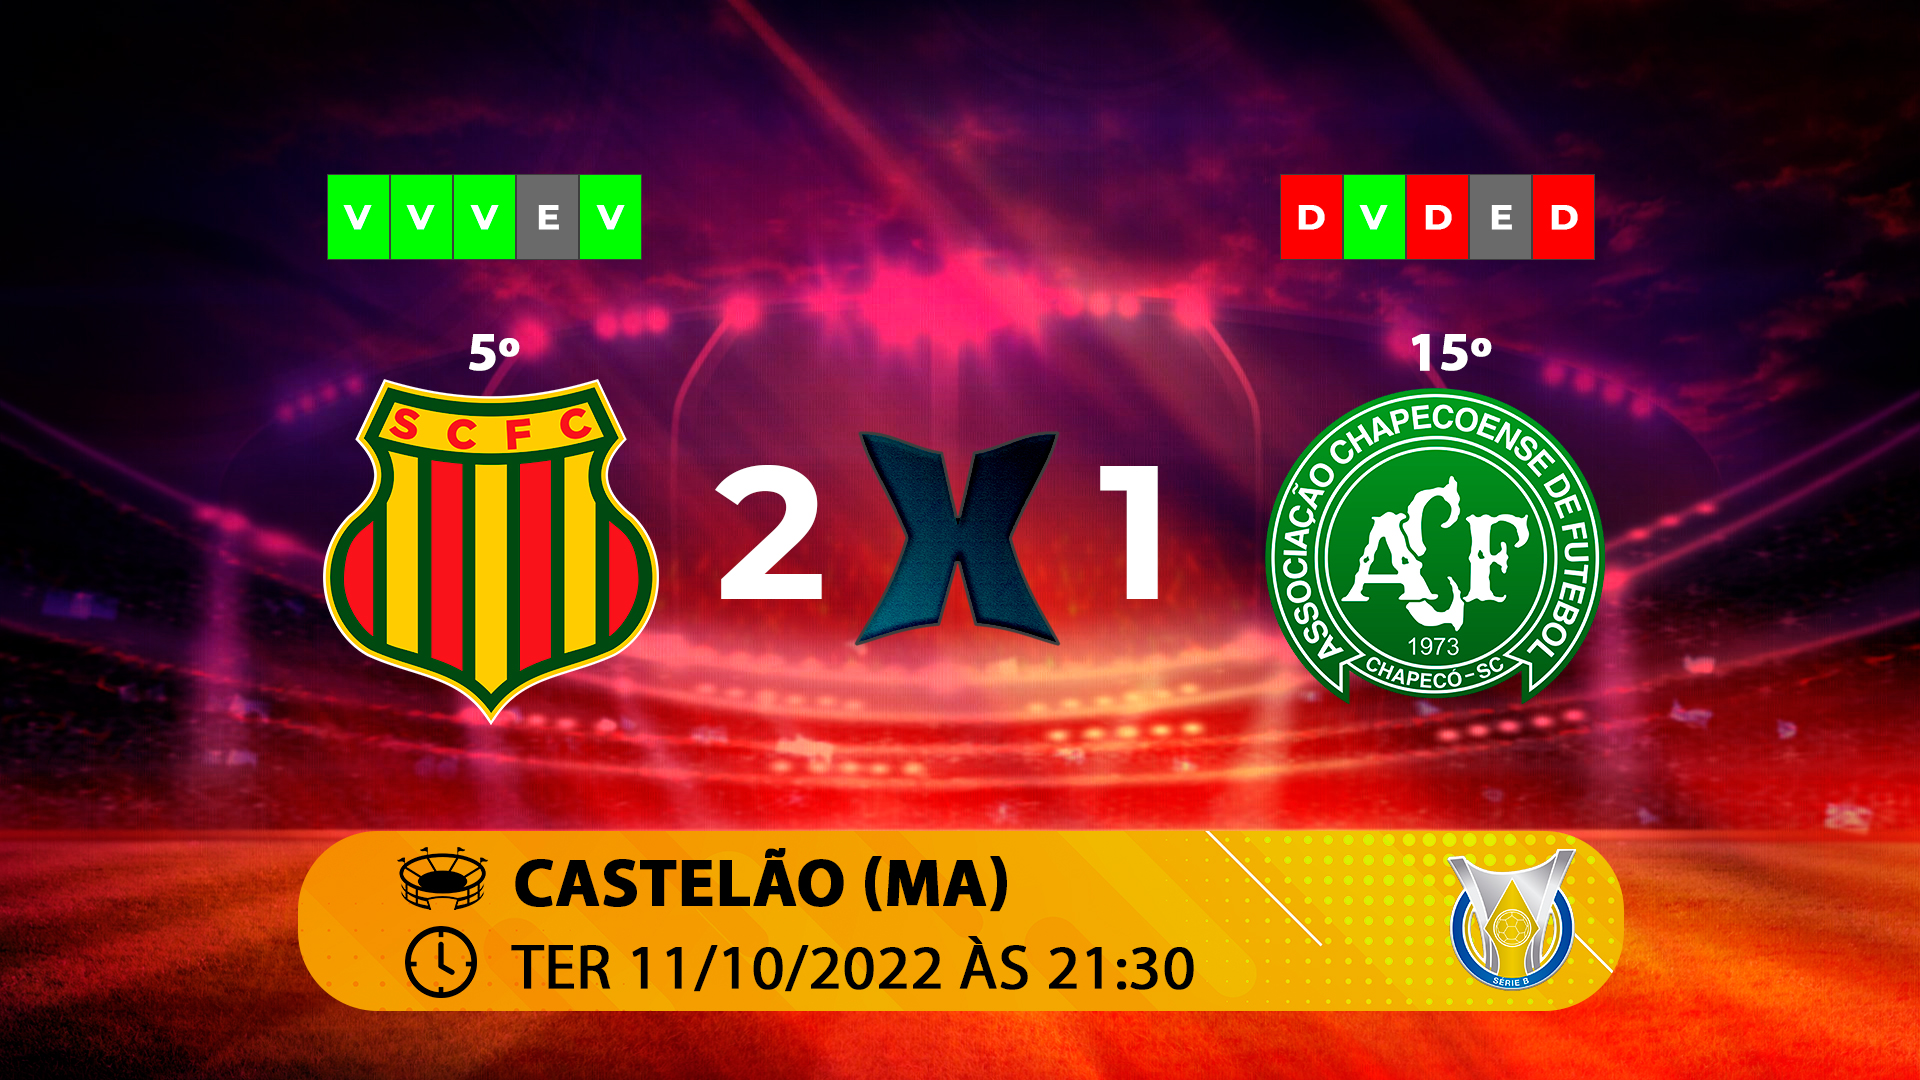 V V V E V
D V D E D
5º
15º
S C F C
2 X 1
ASSOCIAÇÃO CHAPECOENSE DE FUTEBOL
ACF
1973
CHAPECÓ-SC
CASTELÃO (MA)
TER 11/10/2022 ÀS 21:30
SÉRIE B